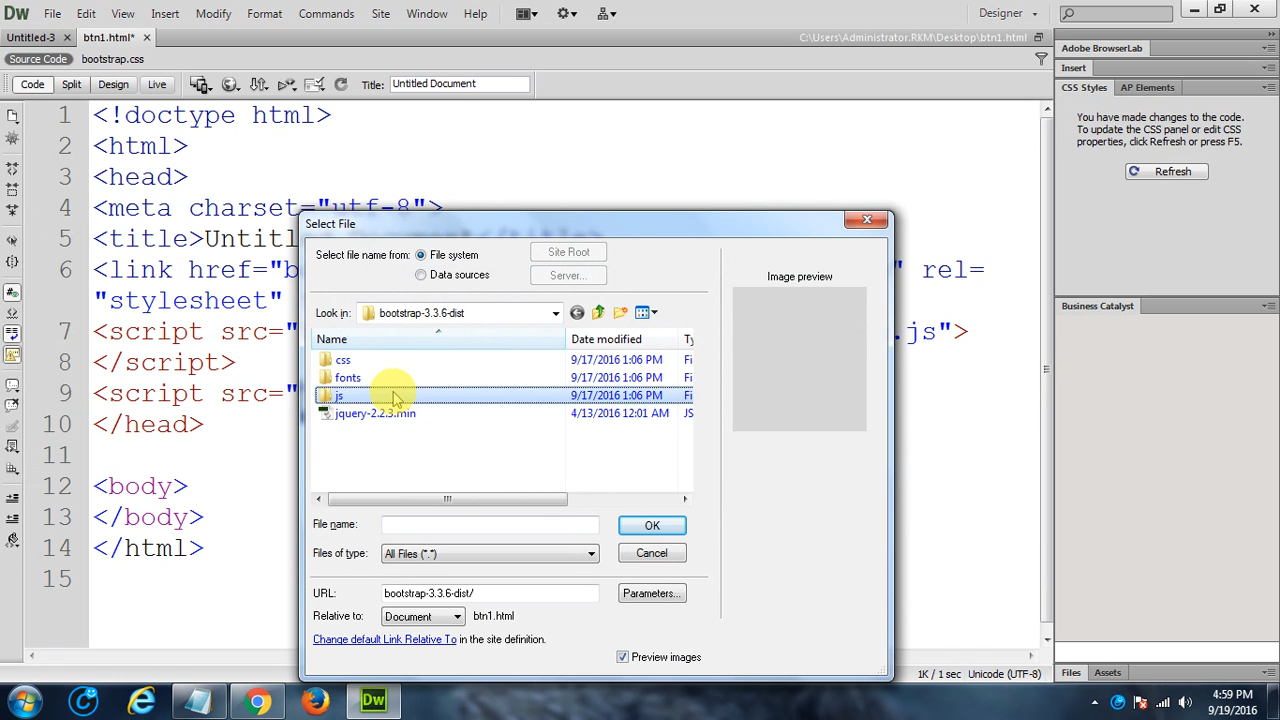 Dw File Edit View Insert Modify Format Commands Site Window Help Designer
Untitled-3 btn1.html* C:\Users\Administrator.RKM\Desktop\btn1.html
Source Code bootstrap.css
Code Split Design Live Title: Untitled Document
1 <!doctype html>
2 <html>
3 <head>
4 <meta charset="utf-8">
5 <title>
6 <link href=" " rel=
"stylesheet"
7 <script src=" .js">
8 </script>
9 <script src="
10 </head>
11
12 <body>
13 </body>
14 </html>
15
Select File
Select file name from: File system Site Root
Data sources Server...
Look in: bootstrap-3.3.6-dist
Name Date modified
css 9/17/2016 1:06 PM
fonts 9/17/2016 1:06 PM
js 9/17/2016 1:06 PM
jquery-2.2.3.min 4/13/2016 12:01 AM JS
Image preview
File name: OK
Files of type: All Files (*.*) Cancel
URL: bootstrap-3.3.6-dist/ Parameters...
Relative to: Document btn1.html
Change default Link Relative To in the site definition.
Preview images
Adobe BrowserLab
Insert
CSS Styles AP Elements
You have made changes to the code.
To update the CSS panel or edit CSS
properties, click Refresh or press F5.
Refresh
Business Catalyst
Files Assets
1K / 1 sec Unicode (UTF-8)
Dw
4:59 PM
9/19/2016